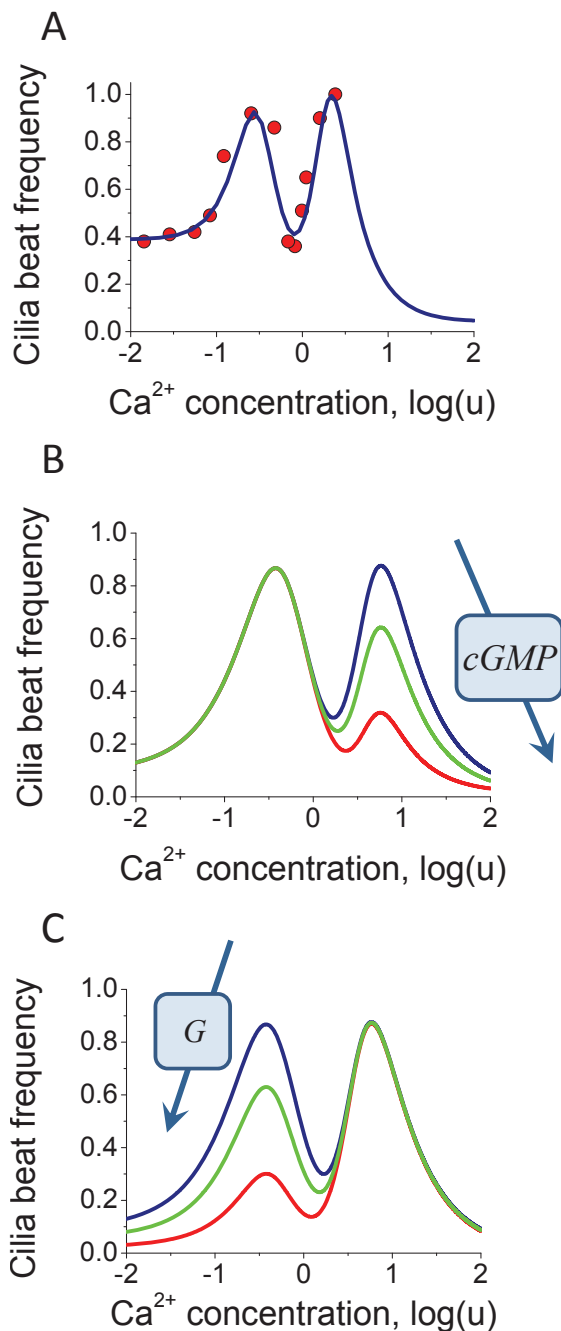 A
Cilia beat frequency
1.0
0.8
0.6
0.4
0.2
0.0
-2 -1 0 1 2
Ca²⁺ concentration, log(u)
B
Cilia beat frequency
1.0
0.8
0.6
0.4
0.2
0.0
-2 -1 0 1 2
cGMP
Ca²⁺ concentration, log(u)
C
Cilia beat frequency
1.0
0.8
0.6
0.4
0.2
0.0
-2 -1 0 1 2
G
Ca²⁺ concentration, log(u)